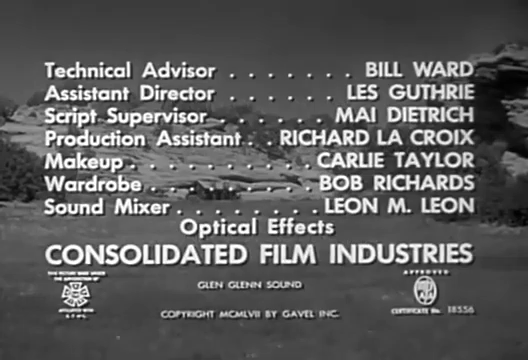 Technical Advisor . . . . . . . BILL WARD
Assistant Director . . . . . . LES GUTHRIE
Script Supervisor . . . . . . MAI DIETRICH
Production Assistant . . RICHARD LA CROIX
Makeup . . . . . . . . . CARLIE TAYLOR
Wardrobe . . . . . . . . BOB RICHARDS
Sound Mixer . . . . . . . LEON M. LEON
Optical Effects
CONSOLIDATED FILM INDUSTRIES
GLEN GLENN SOUND
APPROVED
CERTIFICATE No. 18556
COPYRIGHT MCMLVII BY GAVEL INC.